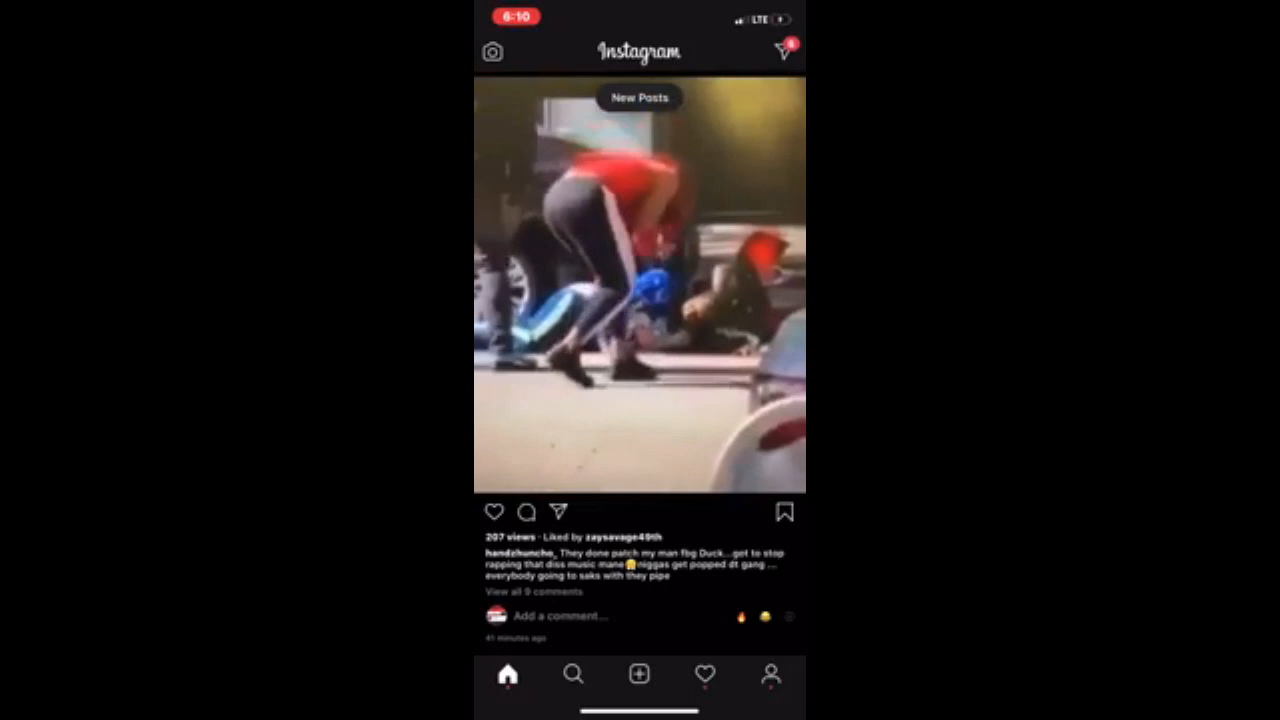 6:10
LTE
Instagram
6
New Posts
207 views · Liked by zaysavage49th
handzhuncho_ They done patch my man fbg Duck...got to stop
rapping that diss music mane😫niggas get popped dt gang ...
everybody going to saks with they pipe
View all 9 comments
Add a comment...
41 minutes ago